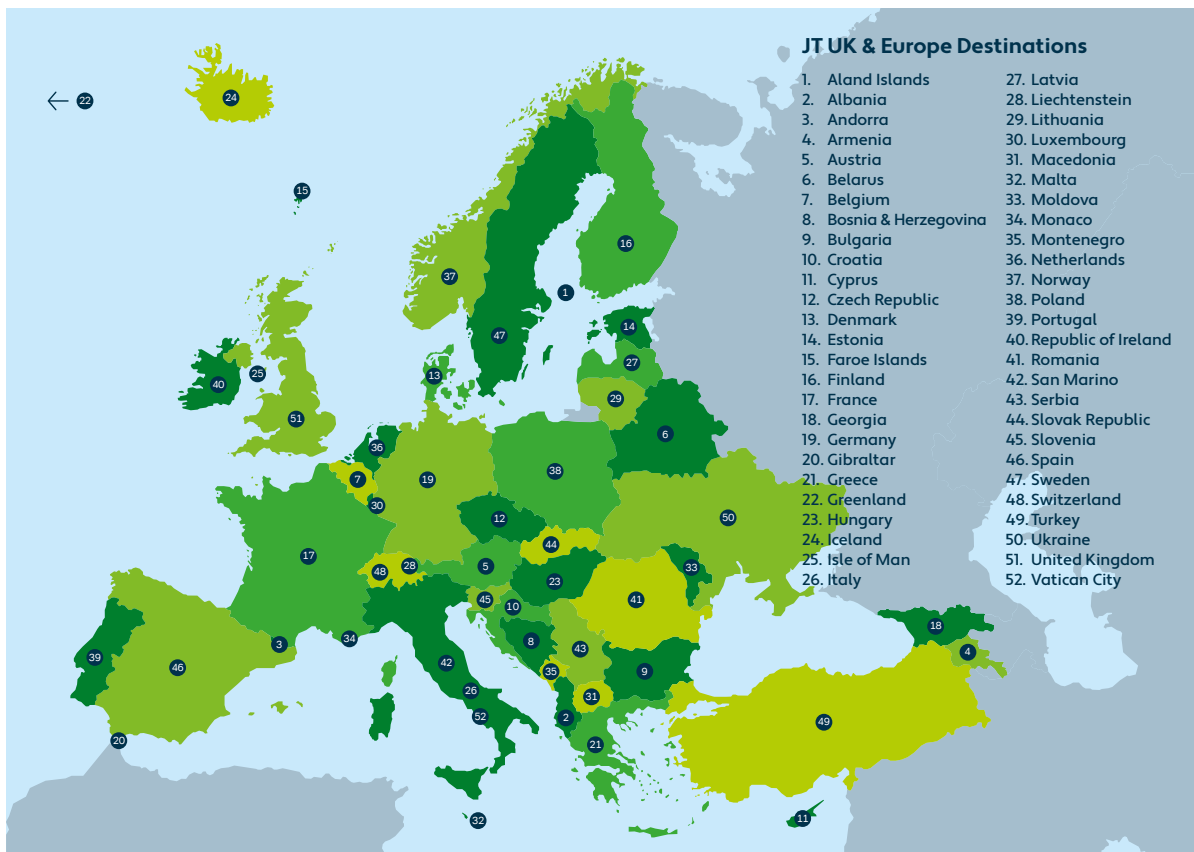 JT UK & Europe Destinations
1. Aland Islands
2. Albania
3. Andorra
4. Armenia
5. Austria
6. Belarus
7. Belgium
8. Bosnia & Herzegovina
9. Bulgaria
10. Croatia
11. Cyprus
12. Czech Republic
13. Denmark
14. Estonia
15. Faroe Islands
16. Finland
17. France
18. Georgia
19. Germany
20. Gibraltar
21. Greece
22. Greenland
23. Hungary
24. Iceland
25. Isle of Man
26. Italy
27. Latvia
28. Liechtenstein
29. Lithuania
30. Luxembourg
31. Macedonia
32. Malta
33. Moldova
34. Monaco
35. Montenegro
36. Netherlands
37. Norway
38. Poland
39. Portugal
40. Republic of Ireland
41. Romania
42. San Marino
43. Serbia
44. Slovak Republic
45. Slovenia
46. Spain
47. Sweden
48. Switzerland
49. Turkey
50. Ukraine
51. United Kingdom
52. Vatican City
24
22
15
16
37
1
47
14
27
25
13
40
29
51
6
36
38
7
19
30
50
12
44
17
28
5
33
48
23
45
41
10
18
34
3
8
43
4
39
42
46
35
9
26
31
52
2
49
20
21
11
32